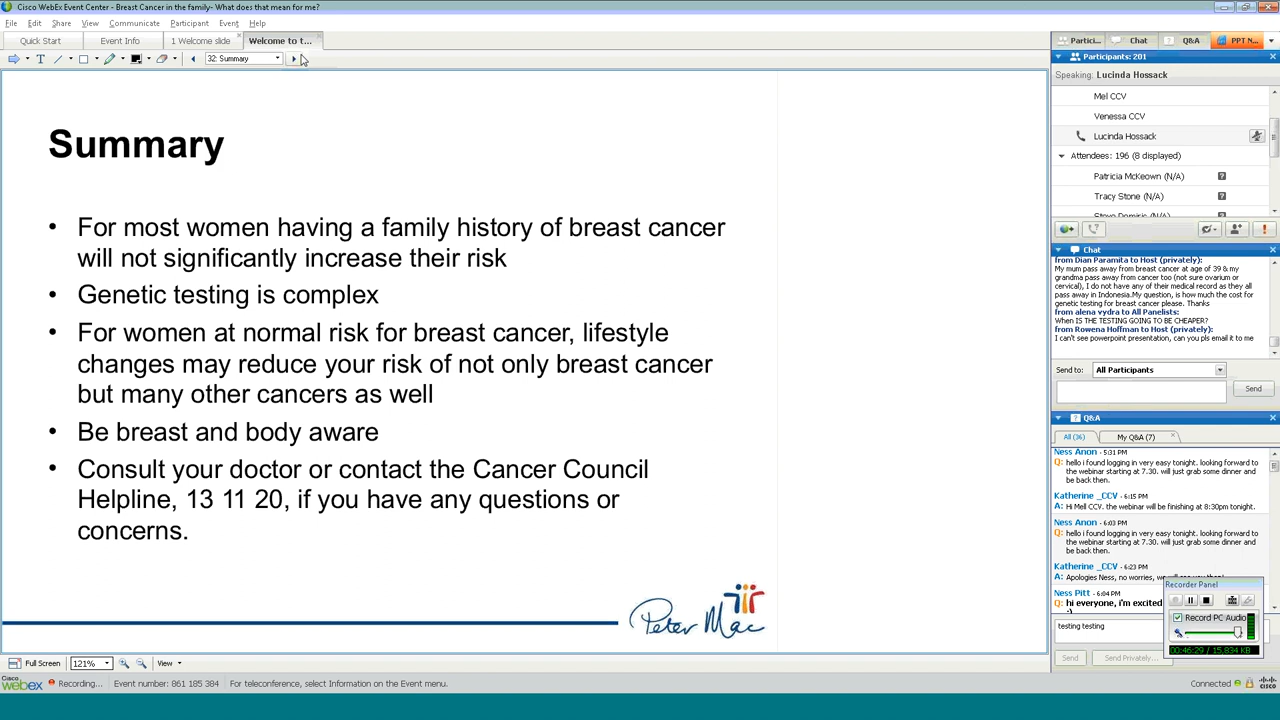 Cisco WebEx Event Center - Breast Cancer in the family- What does that mean for me?
File Edit Share View Communicate Participant Event Help
Quick Start Event Info 1 Welcome slide Welcome to t...
32: Summary
Summary
• For most women having a family history of breast cancer
will not significantly increase their risk
• Genetic testing is complex
• For women at normal risk for breast cancer, lifestyle
changes may reduce your risk of not only breast cancer
but many other cancers as well
• Be breast and body aware
• Consult your doctor or contact the Cancer Council
Helpline, 13 11 20, if you have any questions or
concerns.
Peter Mac
Partici... Chat Q&A PPT N...
Participants: 201
Speaking: Lucinda Hossack
Mel CCV
Venessa CCV
Lucinda Hossack
Attendees: 196 (8 displayed)
Patricia McKeown (N/A)
Tracy Stone (N/A)
Chat
from Dian Paramita to Host (privately):
My mum pass away from breast cancer at age of 39 & my
grandma pass away from cancer too (not sure ovarium or
cervical), I do not have any of their medical record as they all
pass away in Indonesia.My question, is how much the cost for
genetic testing for breast cancer please. Thanks
from alena vydra to All Panelists:
When IS THE TESTING GOING TO BE CHEAPER?
from Rowena Hoffman to Host (privately):
I can't see powerpoint presentation, can you pls email it to me
Send to: All Participants
Send
Q&A
All (36) My Q&A (7)
Ness Anon - 5:31 PM
Q: hello i found logging in very easy tonight. looking forward to
the webinar starting at 7.30. will just grab some dinner and
be back then.
Katherine _CCV - 6:15 PM
A: Hi Mell CCV. the webinar will be finishing at 8:30pm tonight.
Ness Anon - 6:03 PM
Q: hello i found logging in very easy tonight. looking forward to
the webinar starting at 7.30. will just grab some dinner and
be back then.
Katherine _CCV - 6:23 PM
A: Apologies Ness, no worries, we
Ness Pitt - 6:04 PM
Q: hi everyone, i'm excited
:)
testing testing
Send Send Privately...
Recorder Panel
Record PC Audio
00:46:29 / 15,834 KB
Full Screen 121% View
Cisco webex Recording... Event number: 861 185 384 For teleconference, select Information on the Event menu. Connected CISCO